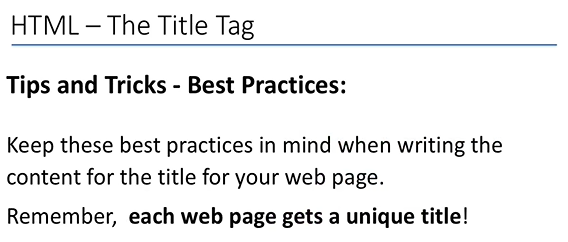 HTML – The Title Tag
Tips and Tricks - Best Practices:
Keep these best practices in mind when writing the
content for the title for your web page.
Remember,  each web page gets a unique title!